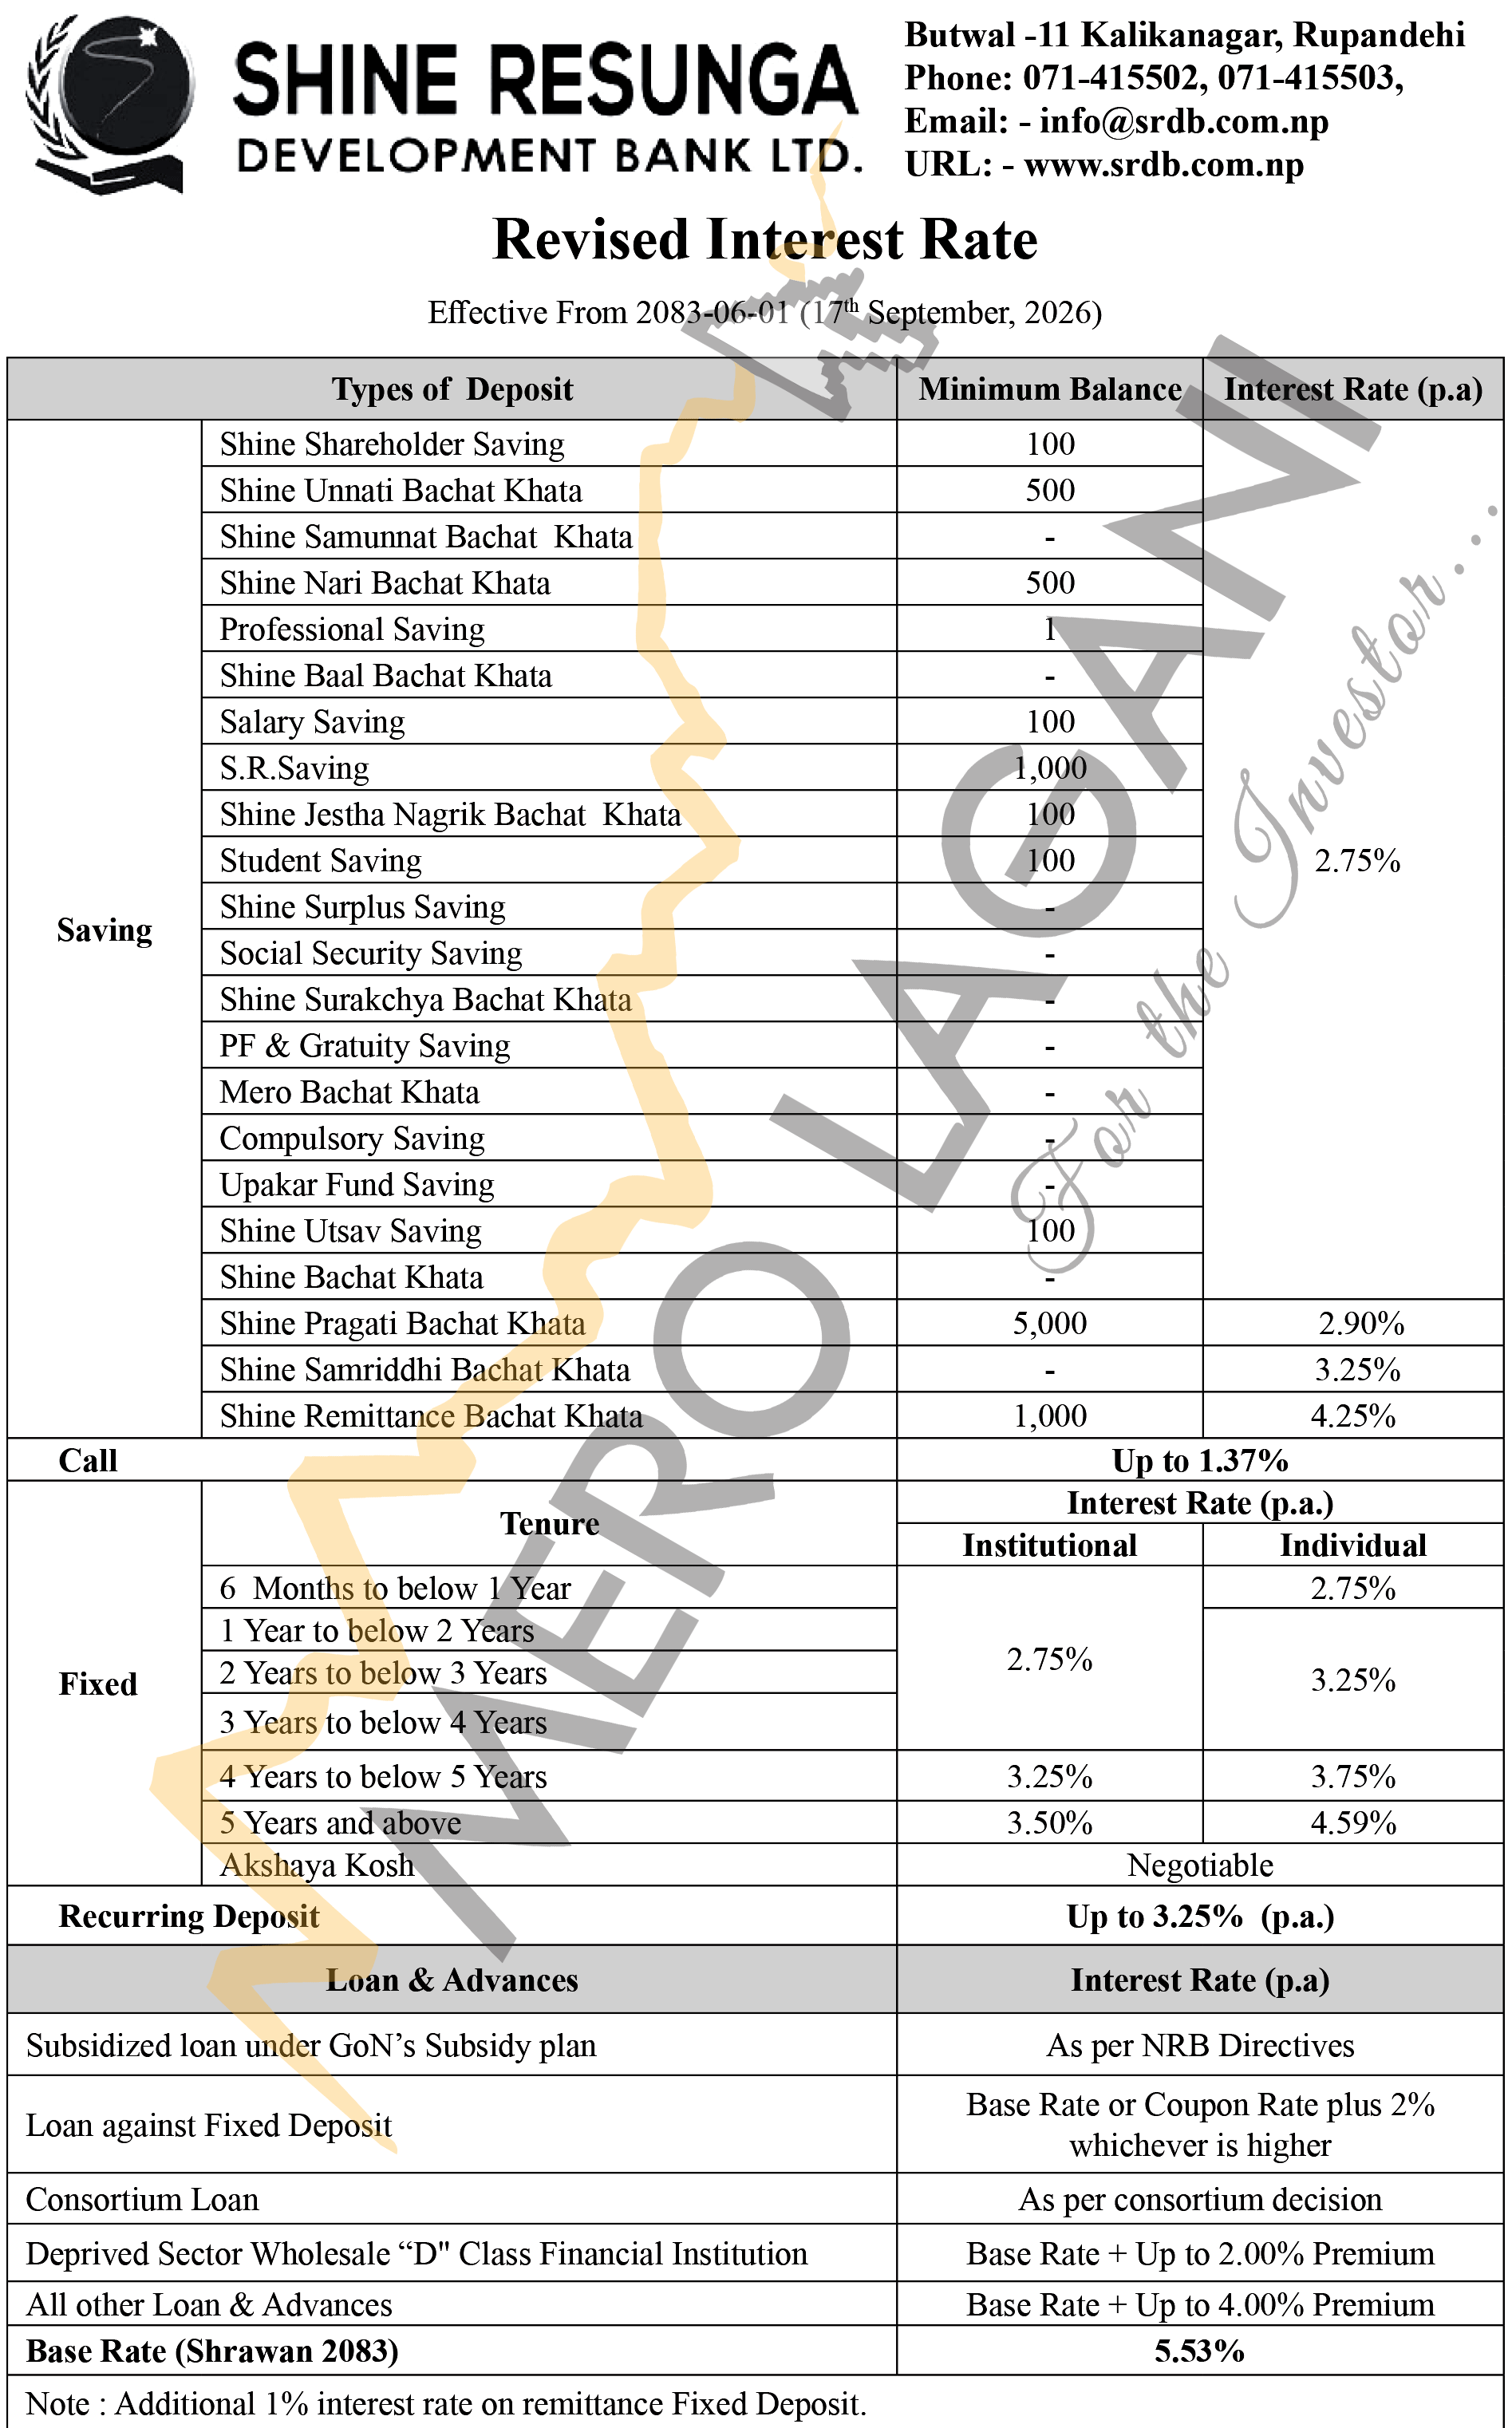 SHINE RESUNGA
DEVELOPMENT BANK LTD.
Butwal -11 Kalikanagar, Rupandehi
Phone: 071-415502, 071-415503,
Email: - info@srdb.com.np
URL: - www.srdb.com.np
Revised Interest Rate
Effective From 2083-06-01 (17th September, 2026)
Types of Deposit Minimum Balance Interest Rate (p.a)
Saving
Shine Shareholder Saving 100
Shine Unnati Bachat Khata 500
Shine Samunnat Bachat Khata -
Shine Nari Bachat Khata 500
Professional Saving 1
Shine Baal Bachat Khata -
Salary Saving 100
S.R.Saving 1,000
Shine Jestha Nagrik Bachat Khata 100
Student Saving 100 2.75%
Shine Surplus Saving -
Social Security Saving -
Shine Surakchya Bachat Khata -
PF & Gratuity Saving -
Mero Bachat Khata -
Compulsory Saving -
Upakar Fund Saving -
Shine Utsav Saving 100
Shine Bachat Khata -
Shine Pragati Bachat Khata 5,000 2.90%
Shine Samriddhi Bachat Khata - 3.25%
Shine Remittance Bachat Khata 1,000 4.25%
Call Up to 1.37%
Fixed
Tenure Interest Rate (p.a.)
Institutional Individual
6 Months to below 1 Year 2.75%
1 Year to below 2 Years
2.75%
2 Years to below 3 Years 3.25%
3 Years to below 4 Years
4 Years to below 5 Years 3.25% 3.75%
5 Years and above 3.50% 4.59%
Akshaya Kosh Negotiable
Recurring Deposit Up to 3.25% (p.a.)
Loan & Advances Interest Rate (p.a)
Subsidized loan under GoN’s Subsidy plan As per NRB Directives
Loan against Fixed Deposit Base Rate or Coupon Rate plus 2%
whichever is higher
Consortium Loan As per consortium decision
Deprived Sector Wholesale “D" Class Financial Institution Base Rate + Up to 2.00% Premium
All other Loan & Advances Base Rate + Up to 4.00% Premium
Base Rate (Shrawan 2083) 5.53%
Note : Additional 1% interest rate on remittance Fixed Deposit.
MERO LAGANI
For the Investor...